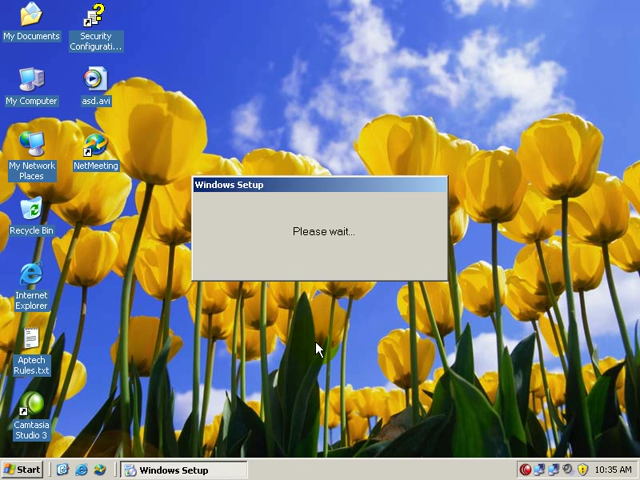 My Documents
Security
Configurati...
My Computer
asd.avi
My Network
Places
NetMeeting
Recycle Bin
Internet
Explorer
Aptech
Rules.txt
Camtasia
Studio 3
Windows Setup
Please wait...
Start
Windows Setup
10:35 AM